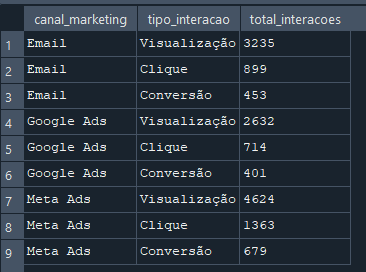 canal_marketing tipo_interacao total_interacoes
1 Email Visualização 3235
2 Email Clique 899
3 Email Conversão 453
4 Google Ads Visualização 2632
5 Google Ads Clique 714
6 Google Ads Conversão 401
7 Meta Ads Visualização 4624
8 Meta Ads Clique 1363
9 Meta Ads Conversão 679